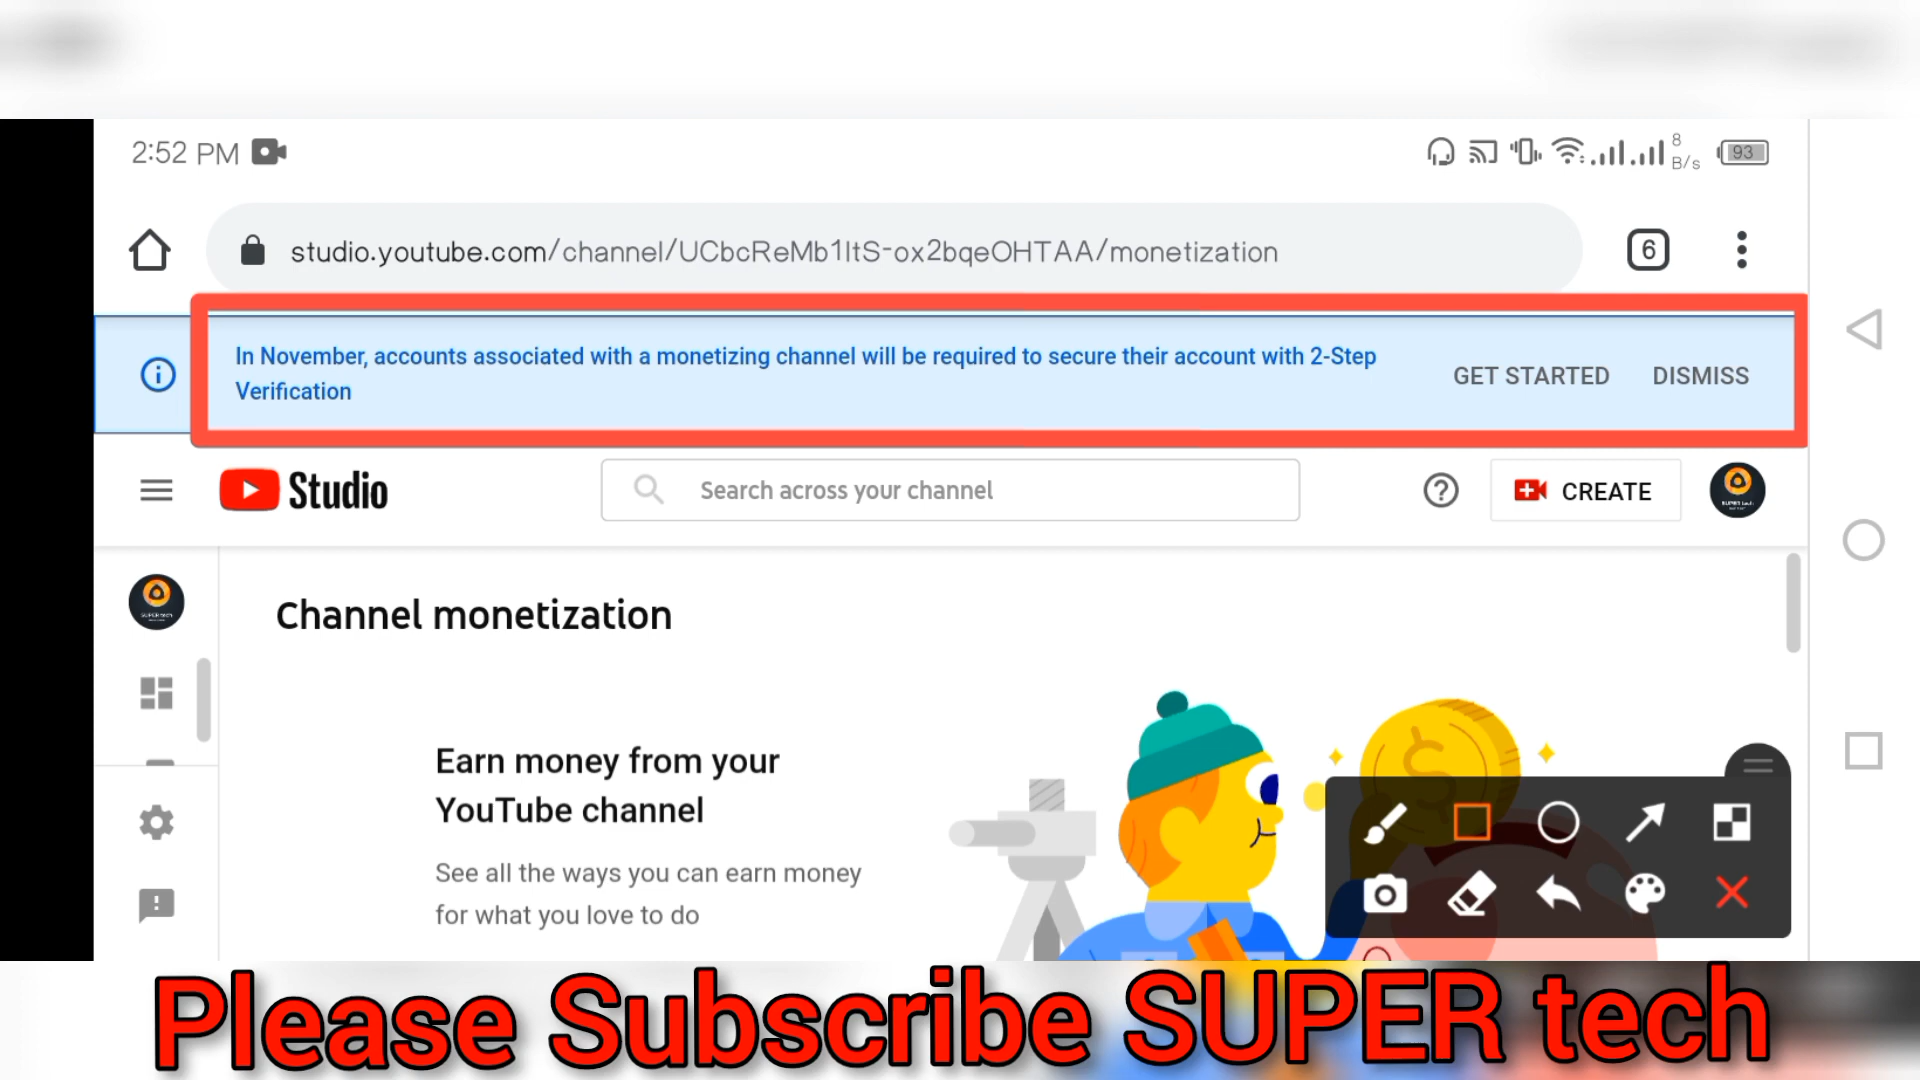 2:52 PM
8
B/s
93
studio.youtube.com/channel/UCbcReMb1ItS-ox2bqeOHTAA/monetization
6
In November, accounts associated with a monetizing channel will be required to secure their account with 2-Step
Verification
GET STARTED
DISMISS
Studio
Search across your channel
CREATE
Channel monetization
SUPER tech
Earn money from your
YouTube channel
See all the ways you can earn money
for what you love to do
Please Subscribe SUPER tech